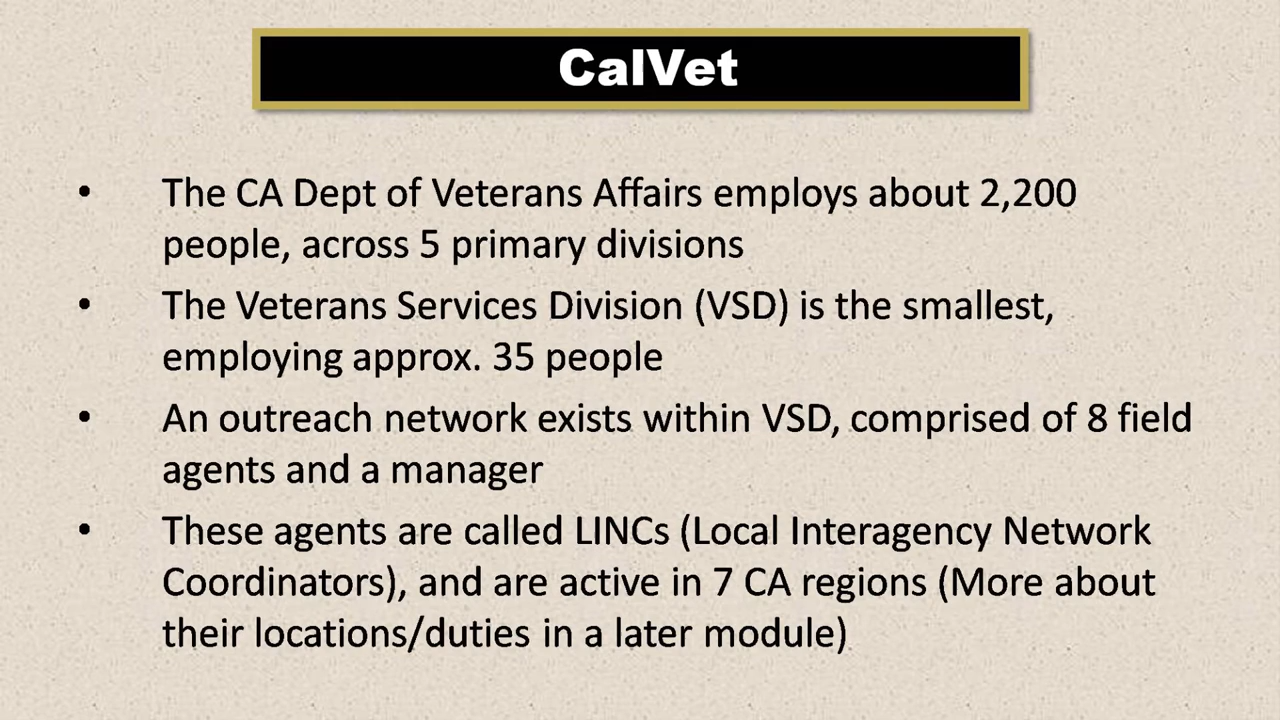 CalVet
• The CA Dept of Veterans Affairs employs about 2,200
people, across 5 primary divisions
• The Veterans Services Division (VSD) is the smallest,
employing approx. 35 people
• An outreach network exists within VSD, comprised of 8 field
agents and a manager
• These agents are called LINCs (Local Interagency Network
Coordinators), and are active in 7 CA regions (More about
their locations/duties in a later module)